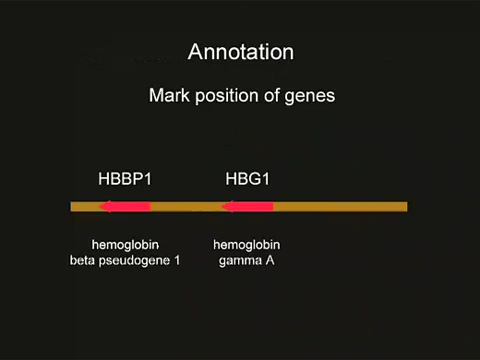 Annotation
Mark position of genes
HBBP1 HBG1
hemoglobin hemoglobin
beta pseudogene 1 gamma A